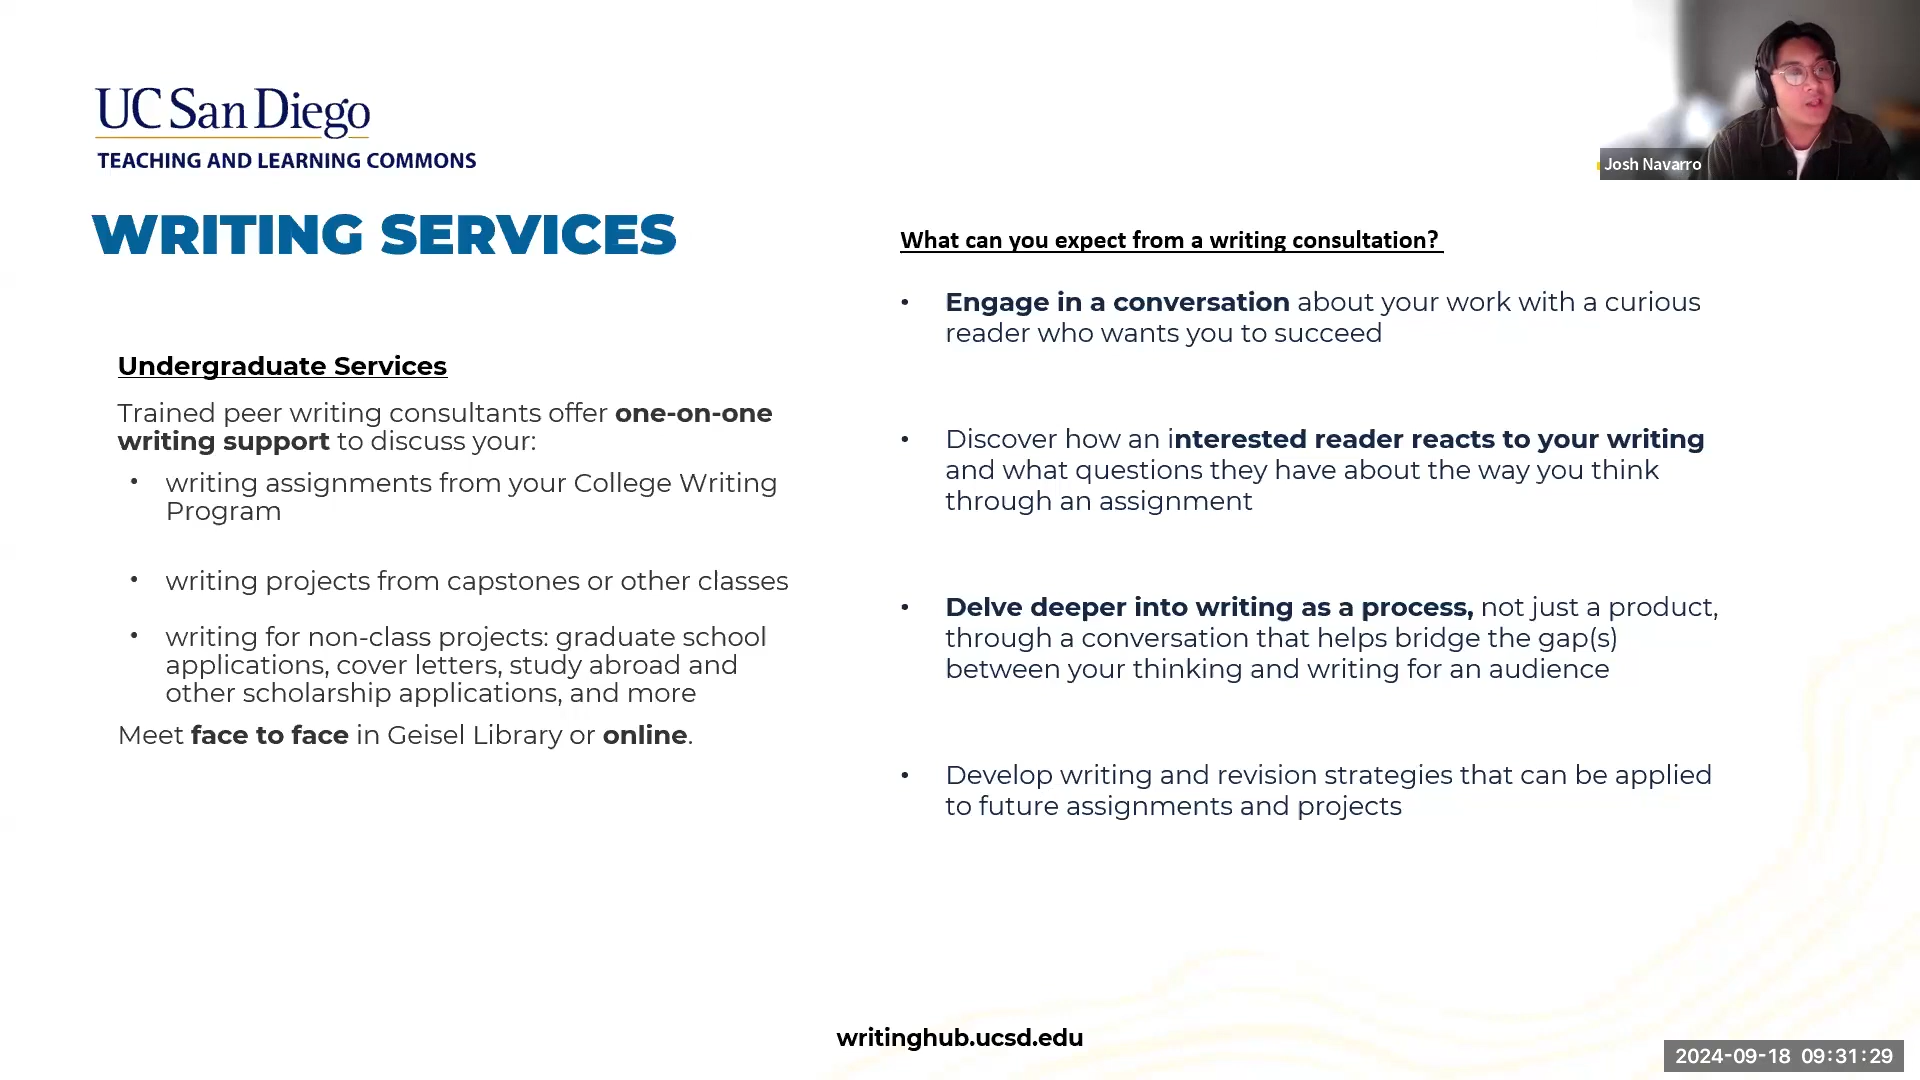 UC San Diego
TEACHING AND LEARNING COMMONS
WRITING SERVICES
Undergraduate Services
Trained peer writing consultants offer one-on-one
writing support to discuss your:
• writing assignments from your College Writing
Program
• writing projects from capstones or other classes
• writing for non-class projects: graduate school
applications, cover letters, study abroad and
other scholarship applications, and more
Meet face to face in Geisel Library or online.
Josh Navarro
What can you expect from a writing consultation?
• Engage in a conversation about your work with a curious
reader who wants you to succeed
• Discover how an interested reader reacts to your writing
and what questions they have about the way you think
through an assignment
• Delve deeper into writing as a process, not just a product,
through a conversation that helps bridge the gap(s)
between your thinking and writing for an audience
• Develop writing and revision strategies that can be applied
to future assignments and projects
writinghub.ucsd.edu
2024-09-18 09:31:29